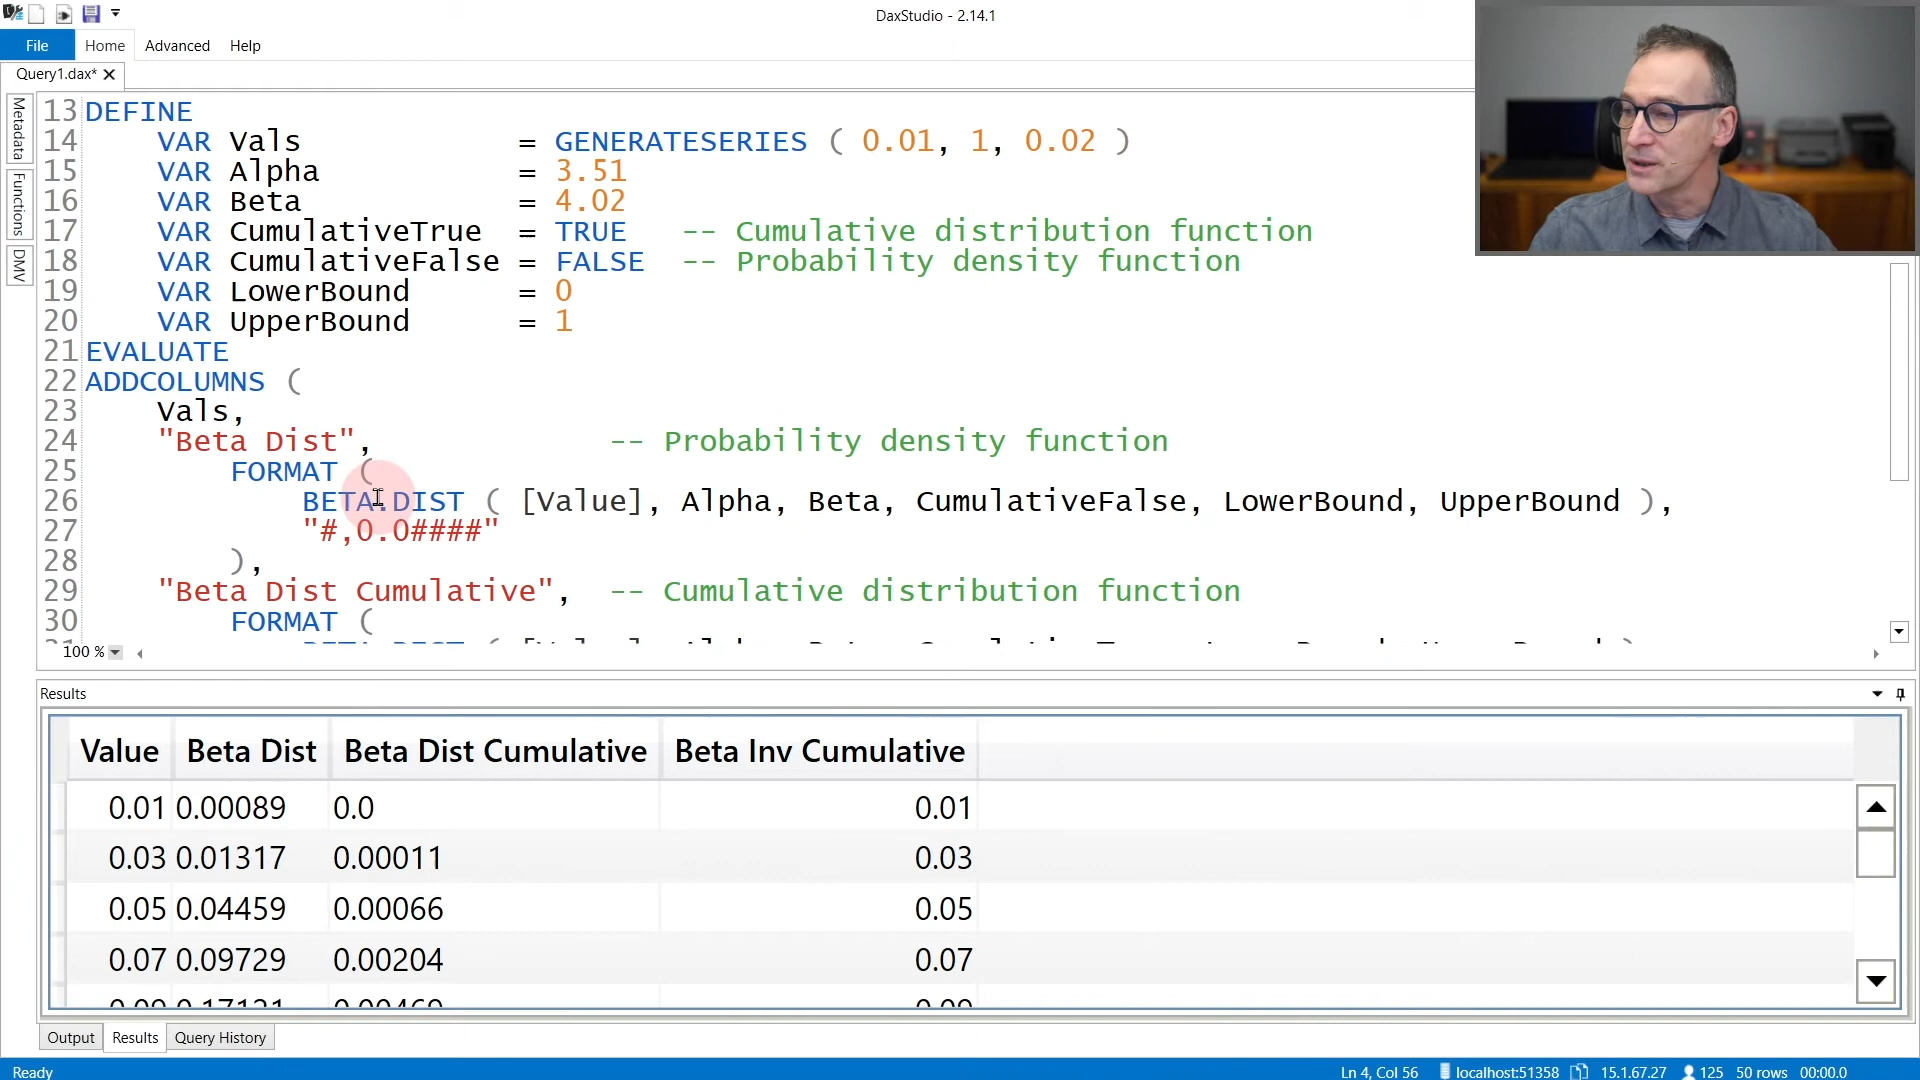 DaxStudio - 2.14.1
File Home Advanced Help
Query1.dax*
Metadata
Functions
DMV
13 DEFINE
14 VAR Vals = GENERATESERIES ( 0.01, 1, 0.02 )
15 VAR Alpha = 3.51
16 VAR Beta = 4.02
17 VAR CumulativeTrue = TRUE -- Cumulative distribution function
18 VAR CumulativeFalse = FALSE -- Probability density function
19 VAR LowerBound = 0
20 VAR UpperBound = 1
21 EVALUATE
22 ADDCOLUMNS (
23 Vals,
24 "Beta Dist", -- Probability density function
25 FORMAT (
26 BETA.DIST ( [Value], Alpha, Beta, CumulativeFalse, LowerBound, UpperBound ),
27 "#,0.0####"
28 ),
29 "Beta Dist Cumulative", -- Cumulative distribution function
30 FORMAT (
100 %
Results
Value Beta Dist Beta Dist Cumulative Beta Inv Cumulative
0.01 0.00089 0.0 0.01
0.03 0.01317 0.00011 0.03
0.05 0.04459 0.00066 0.05
0.07 0.09729 0.00204 0.07
Output Results Query History
Ready Ln 4, Col 56 localhost:51358 15.1.67.27 125 50 rows 00:00.0